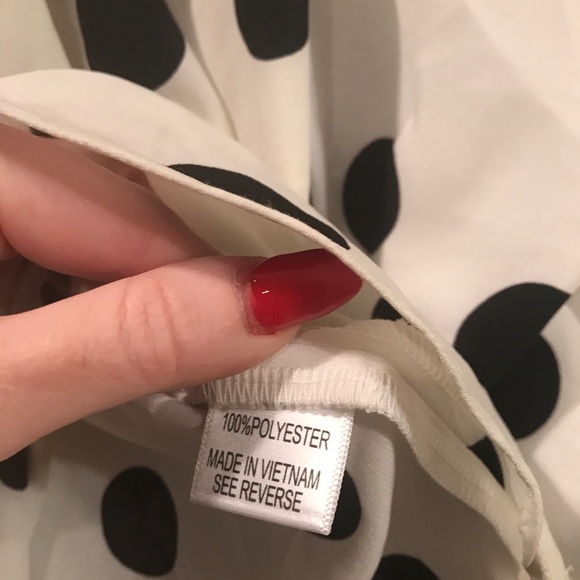 100%POLYESTER
MADE IN VIETNAM
SEE REVERSE